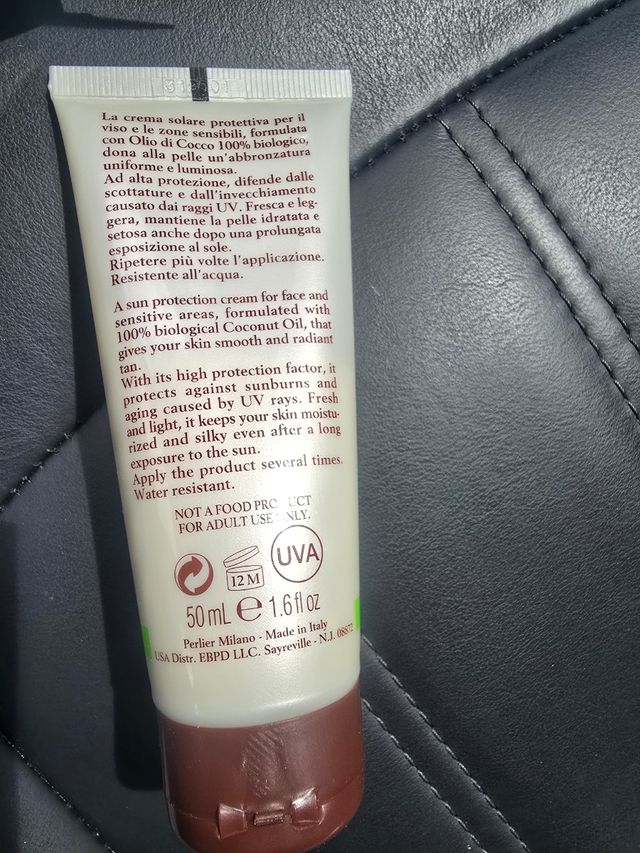 La crema solare protettiva per il
viso e le zone sensibili, formulata
con Olio di Cocco 100% biologico,
dona alla pelle un'abbronzatura
uniforme e luminosa.
Ad alta protezione, difende dalle
scottature e dall'invecchiamento
causato dai raggi UV. Fresca e leg-
gera, mantiene la pelle idratata e
setosa anche dopo una prolungata
esposizione al sole.
Ripetere più volte l'applicazione.
Resistente all'acqua.
A sun protection cream for face and
sensitive areas, formulated with
100% biological Coconut Oil, that
gives your skin smooth and radiant
tan.
With its high protection factor, it
protects against sunburns and
aging caused by UV rays. Fresh
and light, it keeps your skin moistu-
rized and silky even after a long
exposure to the sun.
Apply the product several times.
Water resistant.
NOT A FOOD PRODUCT
FOR ADULT USE ONLY.
12 M
UVA
50 mL e 1.6 fl oz
Perlier Milano - Made in Italy
USA Distr. EBPD LLC. Sayreville - N.J. 08872